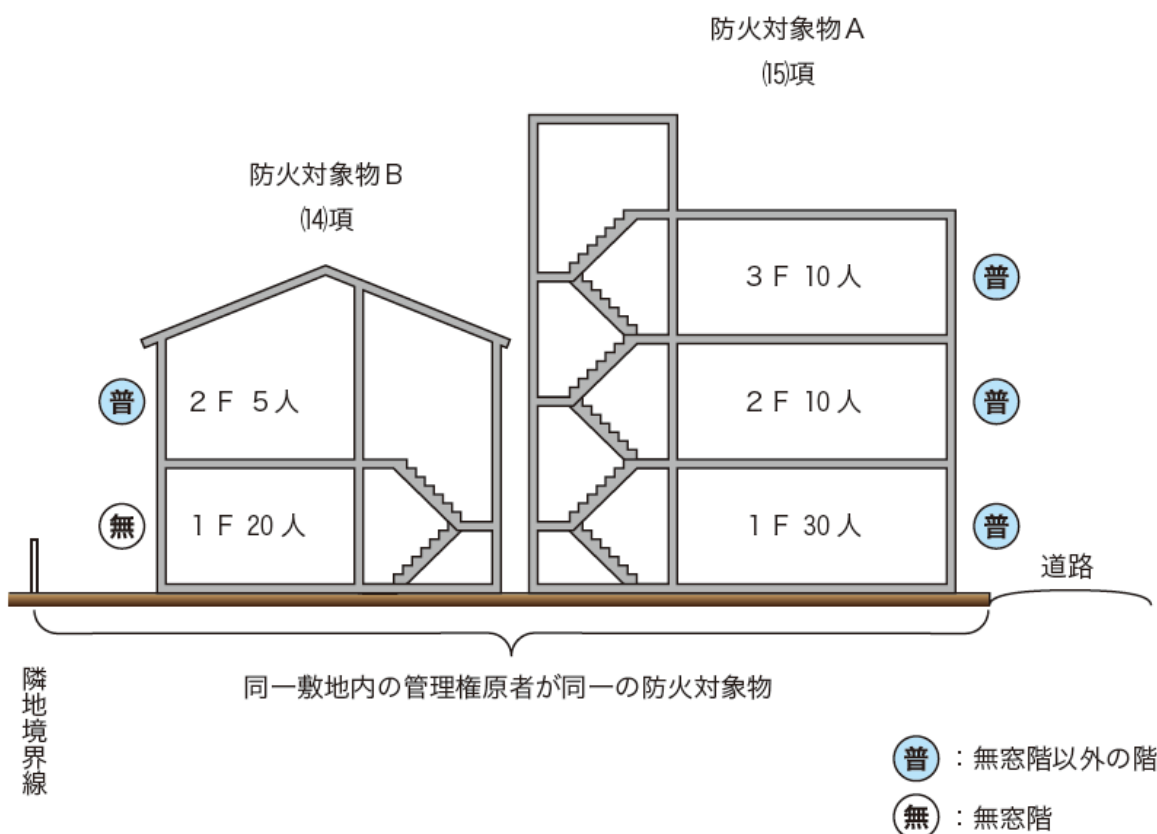 防火対象物A
⒂項
防火対象物B
⒁項
3F 10人
普
2F 5人
普
2F 10人
普
1F 20人
無
1F 30人
普
道路
隣地境界線
同一敷地内の管理権原者が同一の防火対象物
普：無窓階以外の階
無：無窓階